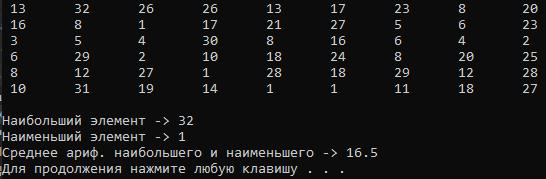 13 32 26 26 13 17 23 8 20
16 8 1 17 21 27 5 6 23
3 5 4 30 8 16 6 4 2
6 29 2 10 18 24 8 20 25
8 12 27 1 28 18 29 12 28
10 31 19 14 1 1 11 18 27
Наибольший элемент -> 32
Наименьший элемент -> 1
Среднее ариф. наибольшего и наименьшего -> 16.5
Для продолжения нажмите любую клавишу . . .